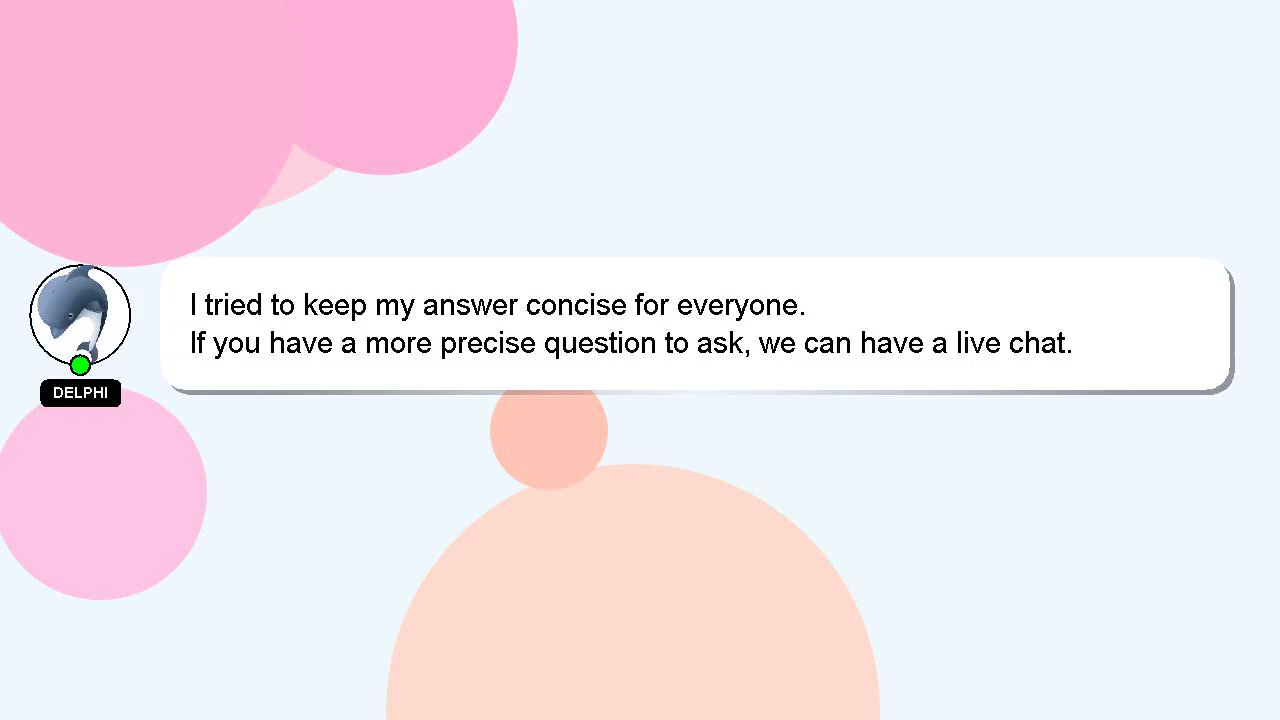 I tried to keep my answer concise for everyone.
If you have a more precise question to ask, we can have a live chat.
DELPHI